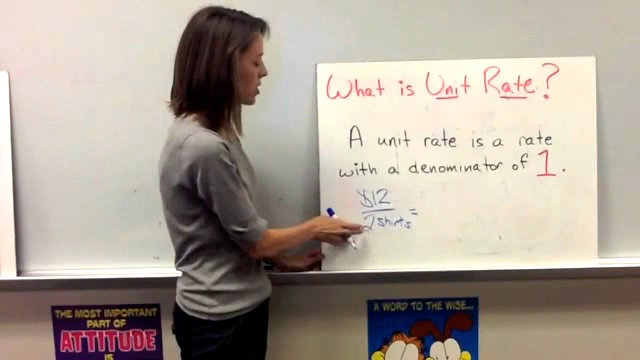 What is Unit Rate?
A unit rate is a rate
with a denominator of 1.
$12
2 shirts =
THE MOST IMPORTANT
PART OF
ATTITUDE
IS
A WORD TO THE WISE...